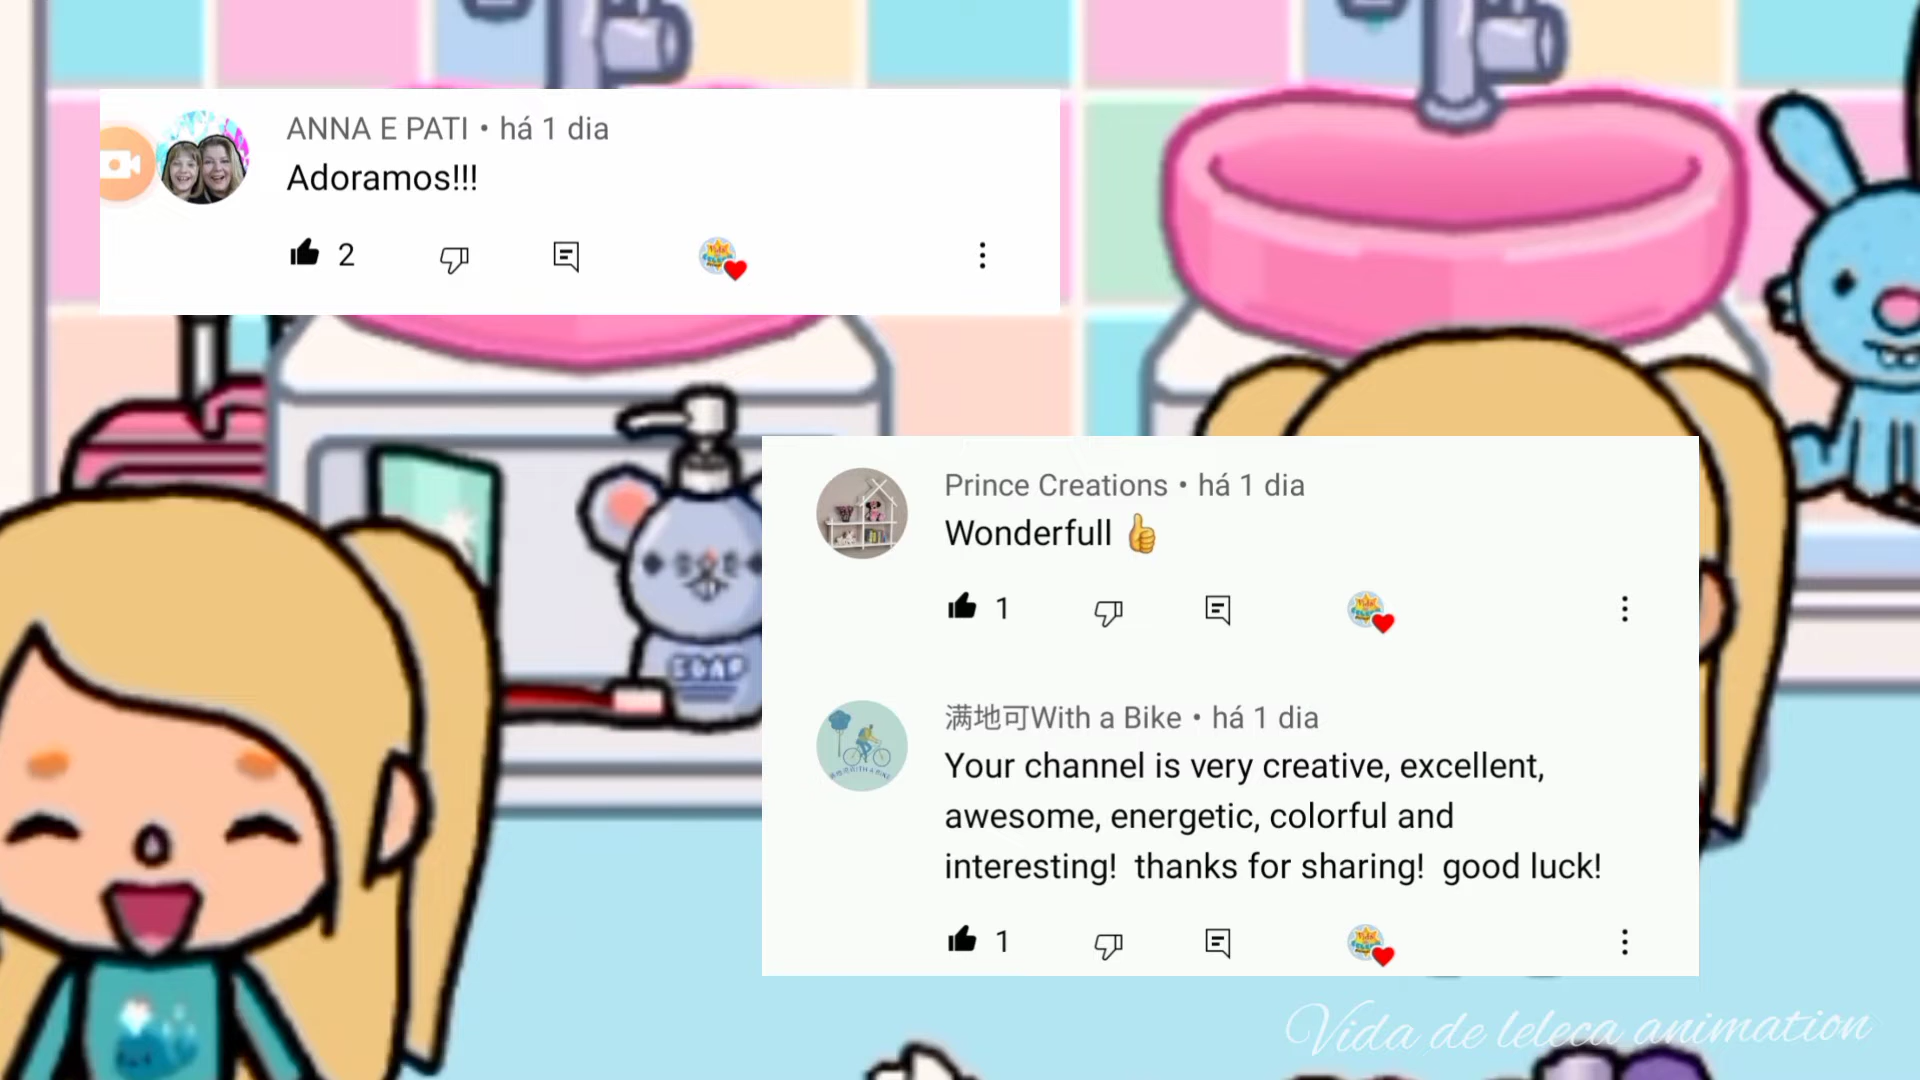 ANNA E PATI • há 1 dia
Adoramos!!!
2
Prince Creations • há 1 dia
Wonderfull 👍
1
满地可With a Bike • há 1 dia
Your channel is very creative, excellent,
awesome, energetic, colorful and
interesting!  thanks for sharing!  good luck!
1
SOAP
Vida de leleca animation